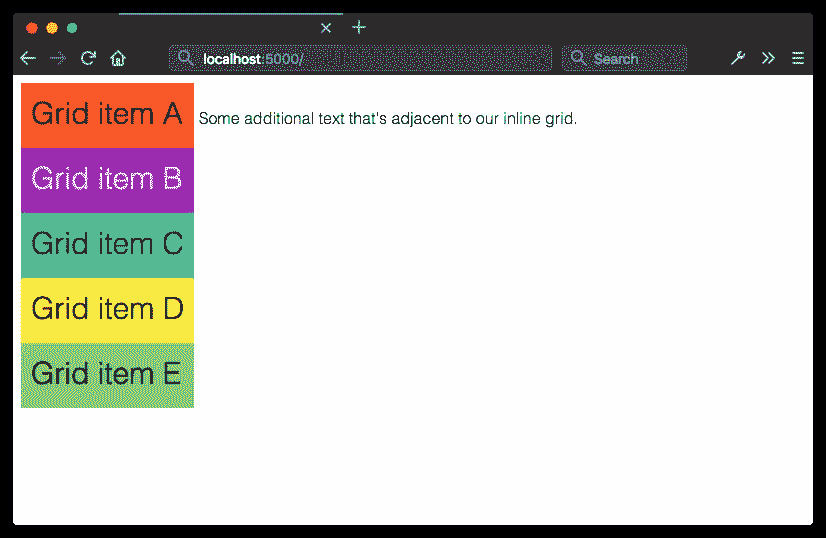 localhost:5000/
Search
Grid item A
Some additional text that's adjacent to our inline grid.
Grid item B
Grid item C
Grid item D
Grid item E